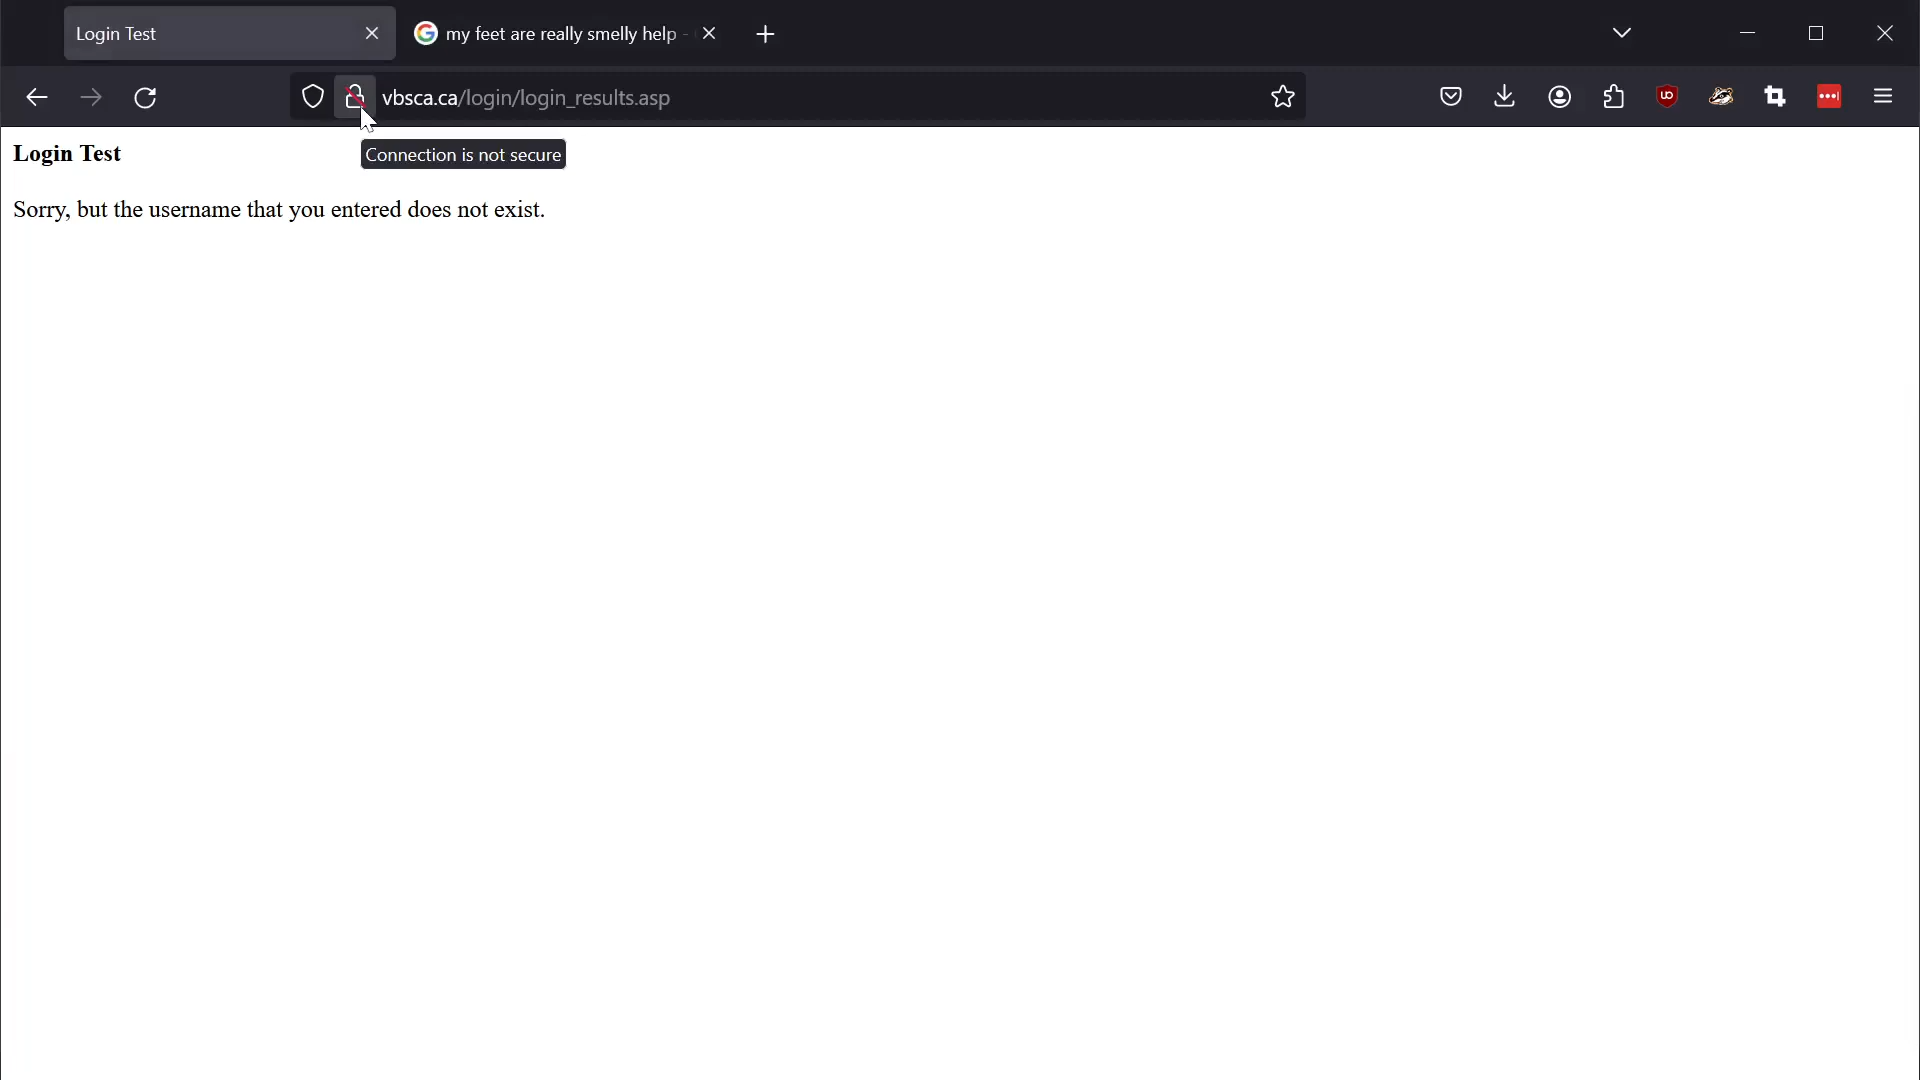 Login Test
my feet are really smelly help -
vbsca.ca/login/login_results.asp
Login Test
Connection is not secure
Sorry, but the username that you entered does not exist.